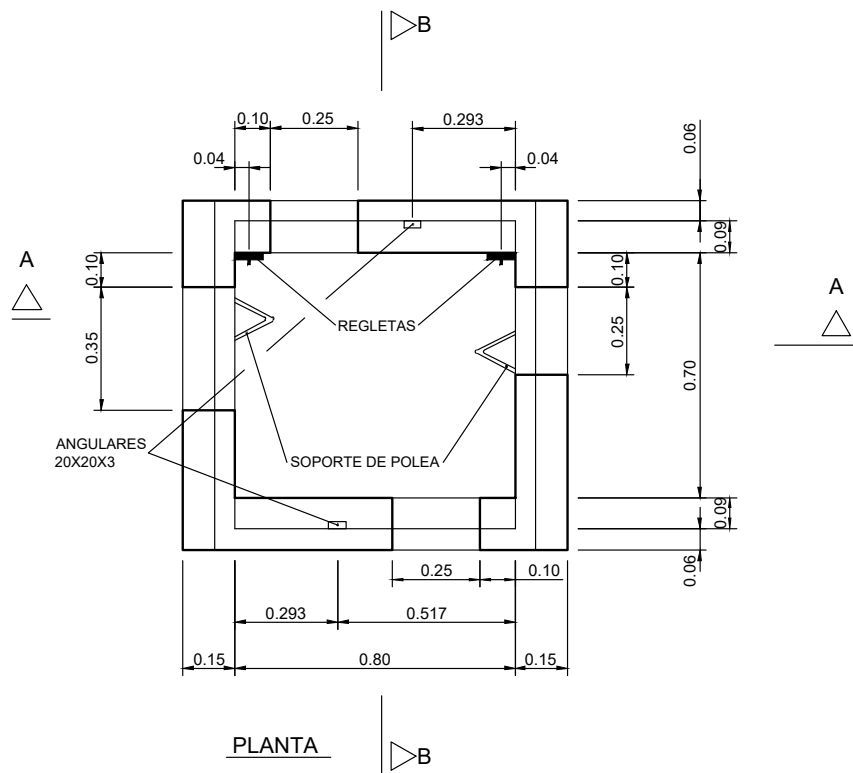 B
0.10
0.25
0.293
0.04
0.04
0.06
0.09
A
0.10
0.10
A
REGLETAS
0.35
0.25
0.70
ANGULARES
20X20X3
SOPORTE DE POLEA
0.09
0.06
0.25
0.10
0.293
0.517
0.15
0.80
0.15
PLANTA
B